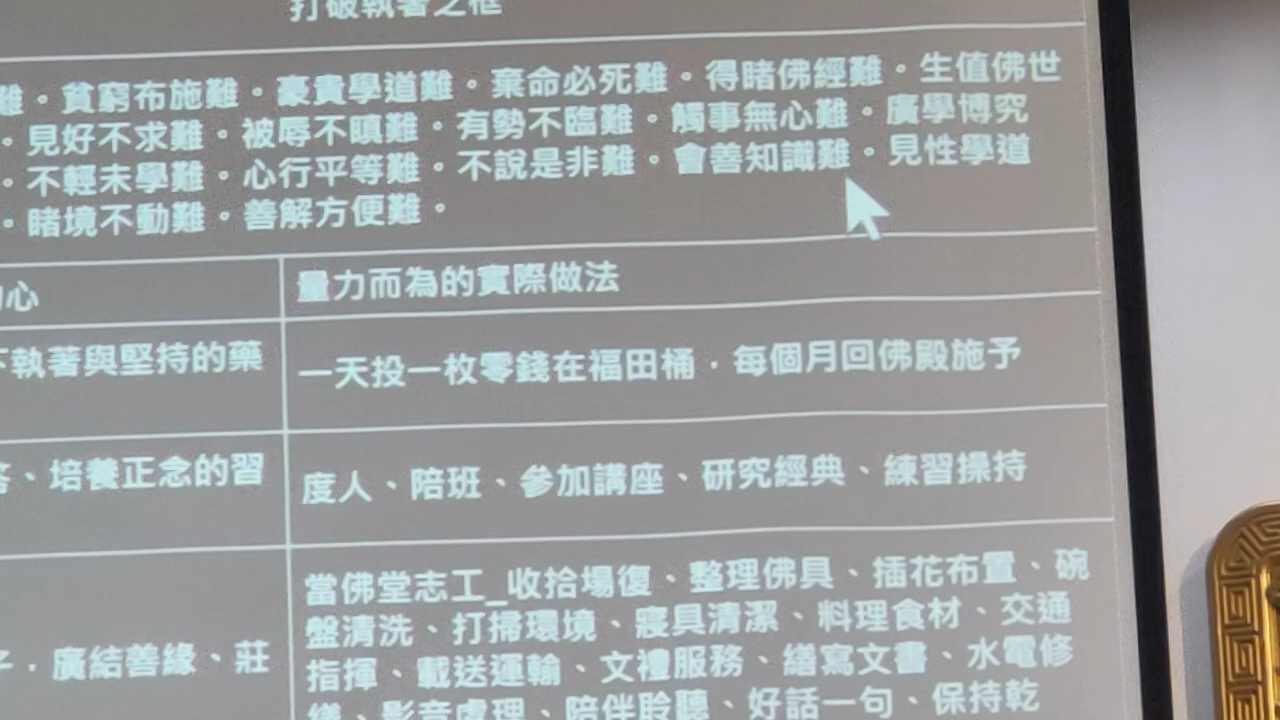 打破執著之框
難。貧窮布施難。豪貴學道難。棄命必死難。得睹佛經難。生值佛世
。見好不求難。被辱不瞋難。有勢不臨難。觸事無心難。廣學博究
。不輕未學難。心行平等難。不說是非難。會善知識難。見性學道
。睹境不動難。善解方便難。
心
量力而為的實際做法
下執著與堅持的藥
一天投一枚零錢在福田桶．每個月回佛殿施予
、培養正念的習
度人、陪班、參加講座、研究經典、練習操持
當佛堂志工_收拾場復、整理佛具、插花布置、碗
盤清洗、打掃環境、寢具清潔、料理食材、交通
．廣結善緣、莊
指揮、載送運輸、文禮服務、繕寫文書、水電修
繕、影音處理、陪伴聆聽、好話一句、保持乾